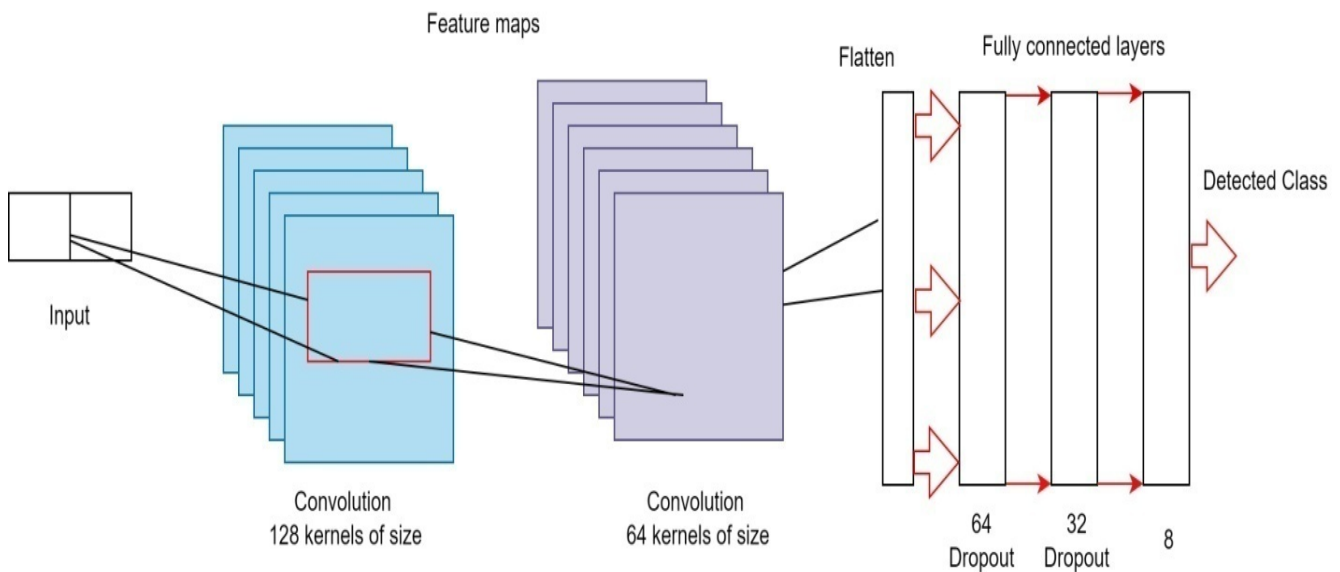 Feature maps
Flatten
Fully connected layers
Input
Detected Class
Convolution
128 kernels of size
Convolution
64 kernels of size
64
Dropout
32
Dropout
8